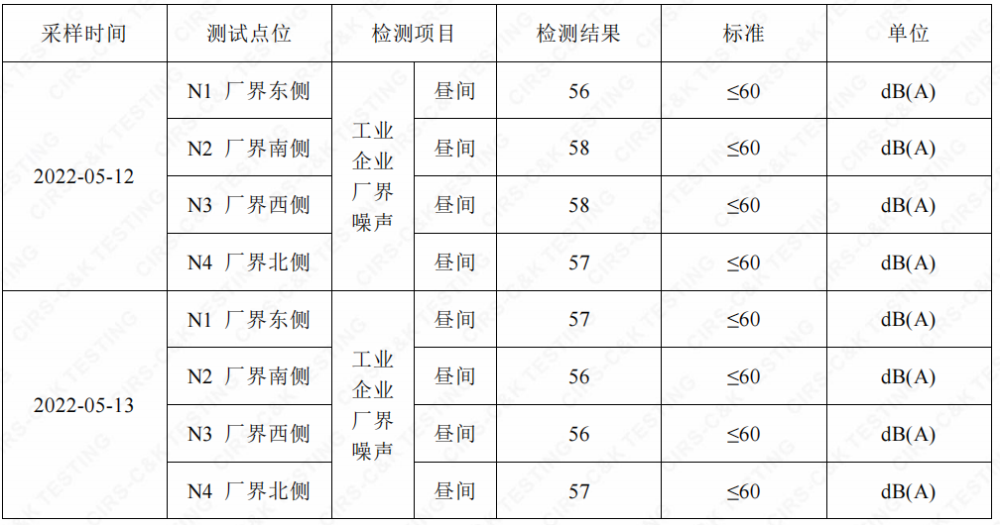 采样时间 测试点位 检测项目 检测结果 标准 单位
2022-05-12 N1 厂界东侧 工业企业厂界噪声 昼间 56 ≤60 dB(A)
N2 厂界南侧 昼间 58 ≤60 dB(A)
N3 厂界西侧 昼间 58 ≤60 dB(A)
N4 厂界北侧 昼间 57 ≤60 dB(A)
2022-05-13 N1 厂界东侧 工业企业厂界噪声 昼间 57 ≤60 dB(A)
N2 厂界南侧 昼间 56 ≤60 dB(A)
N3 厂界西侧 昼间 56 ≤60 dB(A)
N4 厂界北侧 昼间 57 ≤60 dB(A)
CIRS-C&K TESTING